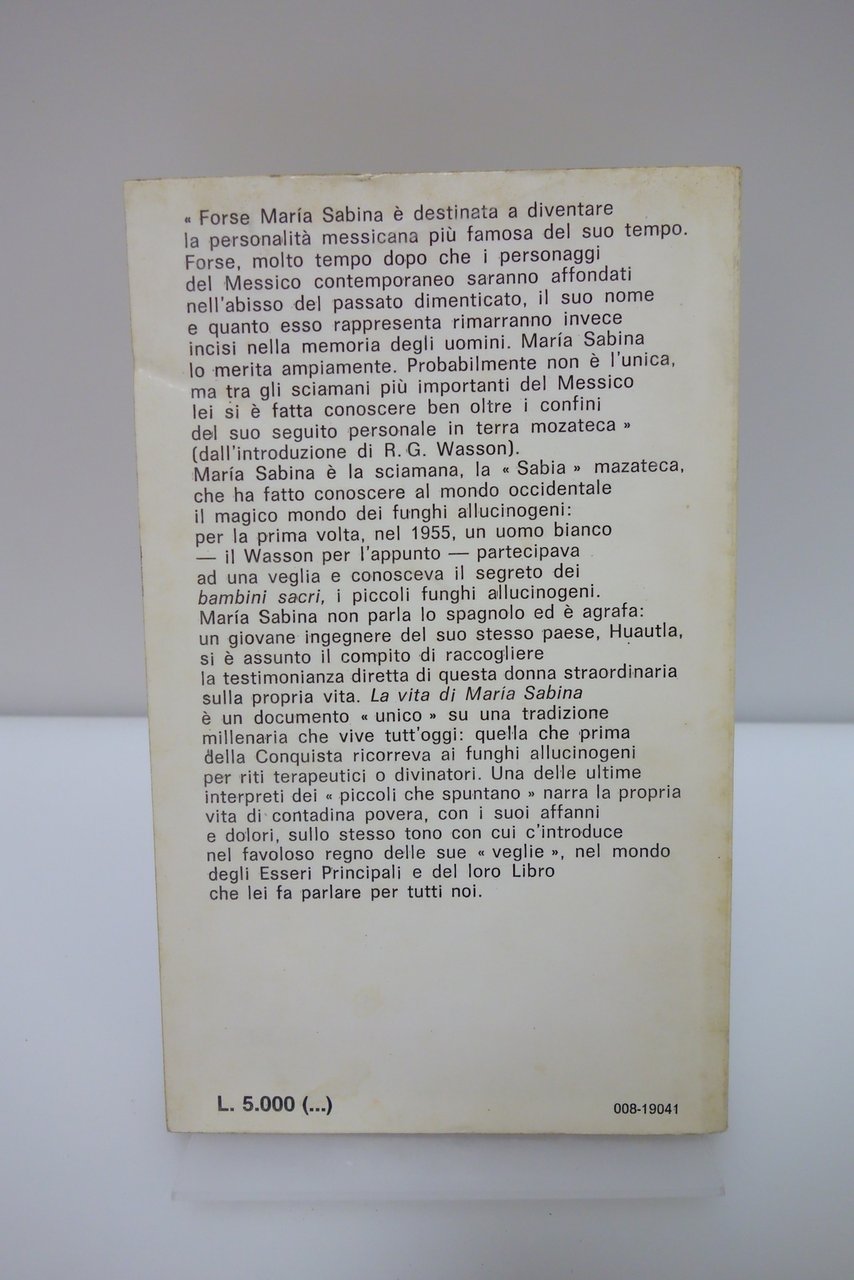 « Forse María Sabina è destinata a diventare
la personalità messicana più famosa del suo tempo.
Forse, molto tempo dopo che i personaggi
del Messico contemporaneo saranno affondati
nell'abisso del passato dimenticato, il suo nome
e quanto esso rappresenta rimarranno invece
incisi nella memoria degli uomini. María Sabina
lo merita ampiamente. Probabilmente non è l'unica,
ma tra gli sciamani più importanti del Messico
lei si è fatta conoscere ben oltre i confini
del suo seguito personale in terra mozateca »
(dall'introduzione di R. G. Wasson).
María Sabina è la sciamana, la « Sabia » mazateca,
che ha fatto conoscere al mondo occidentale
il magico mondo dei funghi allucinogeni:
per la prima volta, nel 1955, un uomo bianco
— il Wasson per l'appunto — partecipava
ad una veglia e conosceva il segreto dei
bambini sacri, i piccoli funghi allucinogeni.
María Sabina non parla lo spagnolo ed è agrafa:
un giovane ingegnere del suo stesso paese, Huautla,
si è assunto il compito di raccogliere
la testimonianza diretta di questa donna straordinaria
sulla propria vita. La vita di María Sabina
è un documento « unico » su una tradizione
millenaria che vive tutt'oggi: quella che prima
della Conquista ricorreva ai funghi allucinogeni
per riti terapeutici o divinatori. Una delle ultime
interpreti dei « piccoli che spuntano » narra la propria
vita di contadina povera, con i suoi affanni
e dolori, sullo stesso tono con cui c'introduce
nel favoloso regno delle sue « veglie », nel mondo
degli Esseri Principali e del loro Libro
che lei fa parlare per tutti noi.
L. 5.000 (...)
008-19041